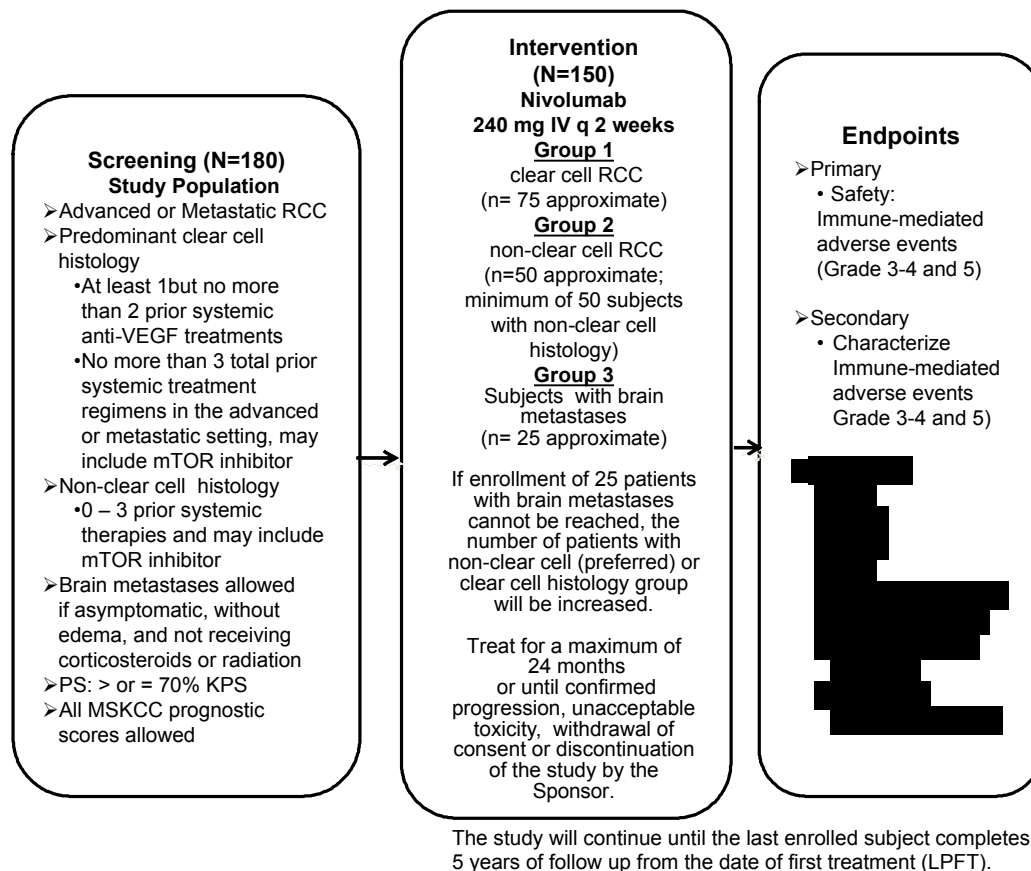 Screening (N=180)
Study Population
➢Advanced or Metastatic RCC
➢Predominant clear cell
histology
•At least 1but no more
than 2 prior systemic
anti-VEGF treatments
•No more than 3 total prior
systemic treatment
regimens in the advanced
or metastatic setting, may
include mTOR inhibitor
➢Non-clear cell histology
•0 – 3 prior systemic
therapies and may include
mTOR inhibitor
➢Brain metastases allowed
if asymptomatic, without
edema, and not receiving
corticosteroids or radiation
➢PS: > or = 70% KPS
➢All MSKCC prognostic
scores allowed
Intervention
(N=150)
Nivolumab
240 mg IV q 2 weeks
Group 1
clear cell RCC
(n= 75 approximate)
Group 2
non-clear cell RCC
(n=50 approximate;
minimum of 50 subjects
with non-clear cell
histology)
Group 3
Subjects with brain
metastases
(n= 25 approximate)
If enrollment of 25 patients
with brain metastases
cannot be reached, the
number of patients with
non-clear cell (preferred) or
clear cell histology group
will be increased.
Treat for a maximum of
24 months
or until confirmed
progression, unacceptable
toxicity, withdrawal of
consent or discontinuation
of the study by the
Sponsor.
Endpoints
➢Primary
• Safety:
Immune-mediated
adverse events
(Grade 3-4 and 5)
➢Secondary
• Characterize
Immune-mediated
adverse events
Grade 3-4 and 5)
The study will continue until the last enrolled subject completes
5 years of follow up from the date of first treatment (LPFT).